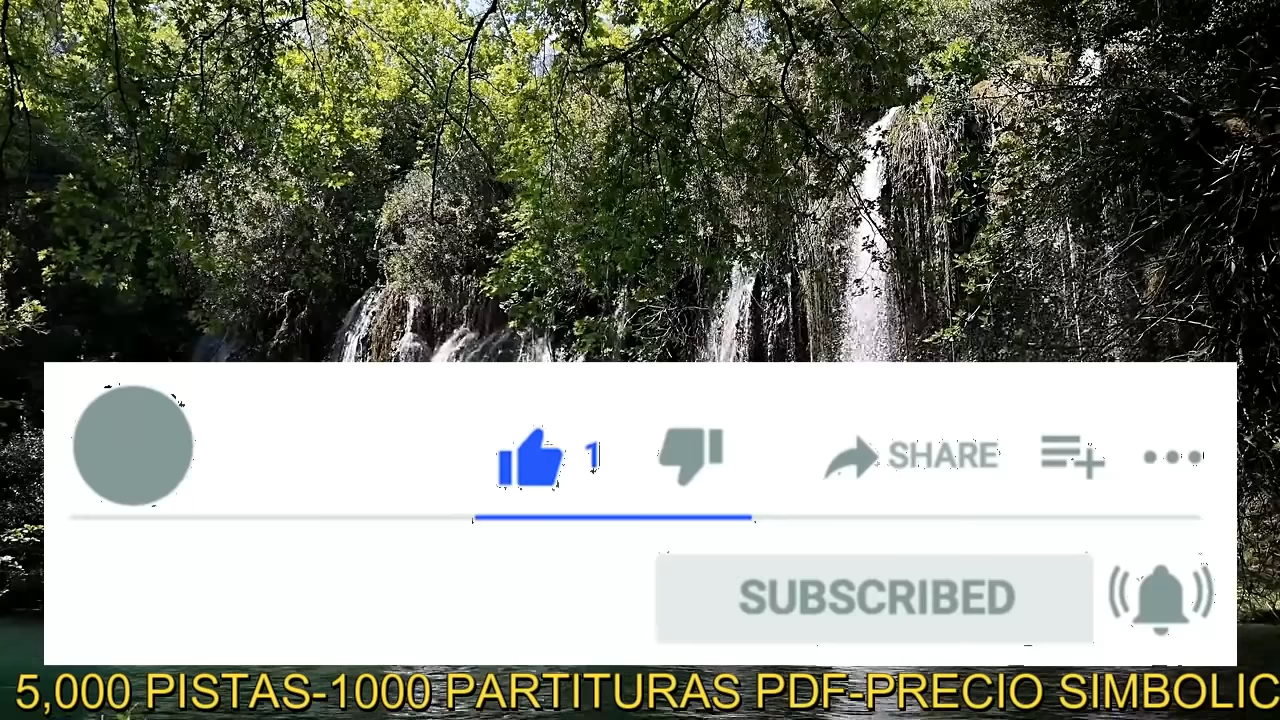 1
SHARE
SUBSCRIBED
5,000 PISTAS-1000 PARTITURAS PDF-PRECIO SIMBOLIC